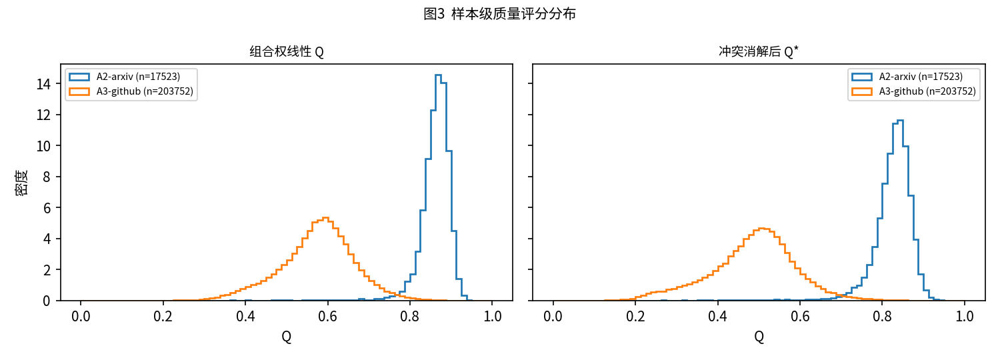 图3 样本级质量评分分布
组合权线性 Q
A2-arxiv (n=17523)
A3-github (n=203752)
密度
14
12
10
8
6
4
2
0
0.0 0.2 0.4 0.6 0.8 1.0
Q
冲突消解后 Q*
A2-arxiv (n=17523)
A3-github (n=203752)
0.0 0.2 0.4 0.6 0.8 1.0
Q